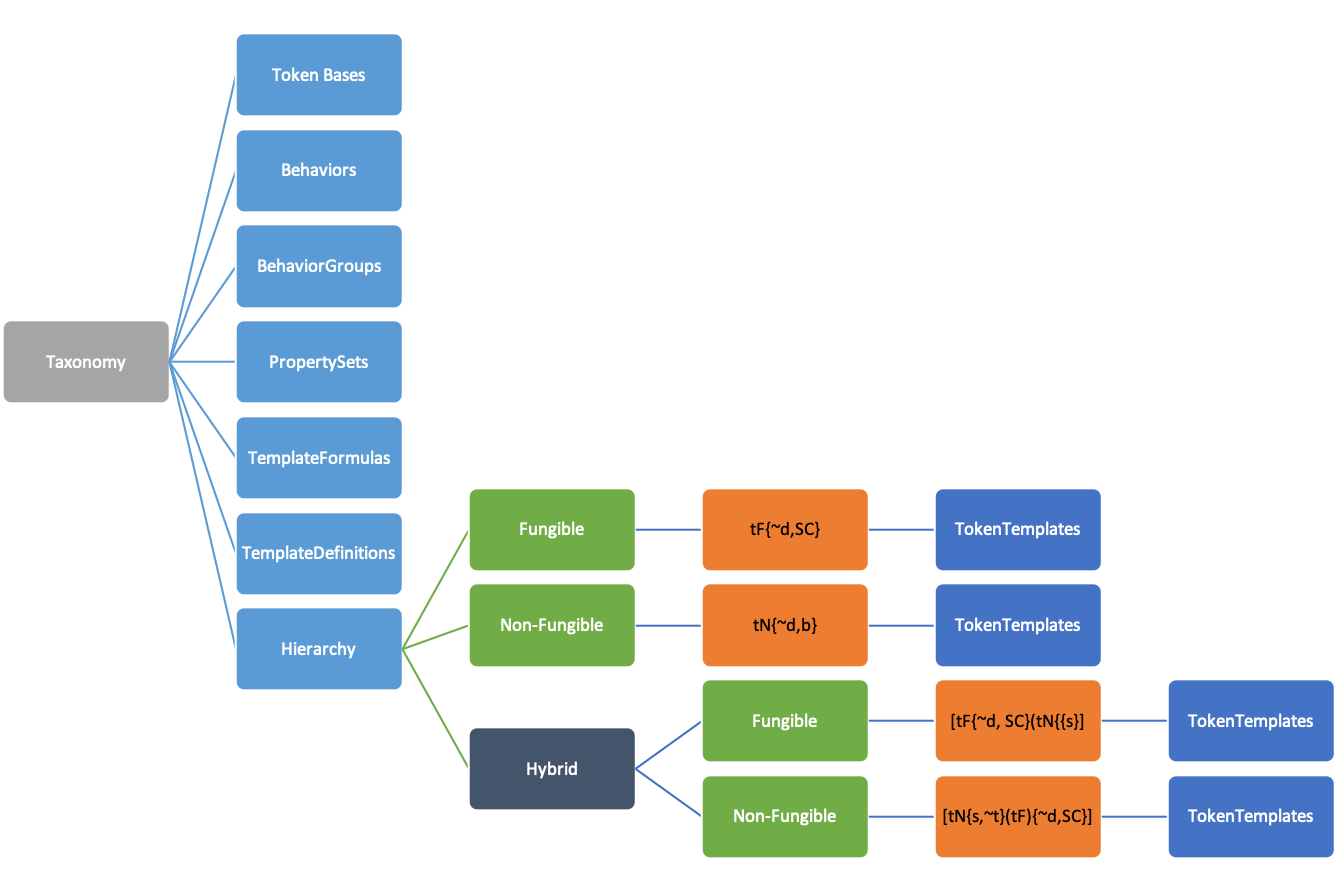 Token Bases
Behaviors
BehaviorGroups
Taxonomy
PropertySets
TemplateFormulas
TemplateDefinitions
Hierarchy
Fungible
tF{~d,SC}
TokenTemplates
Non-Fungible
tN{~d,b}
TokenTemplates
Hybrid
Fungible
[tF{~d, SC}(tN{{s}]
TokenTemplates
Non-Fungible
[tN{s,~t}(tF){~d,SC}]
TokenTemplates